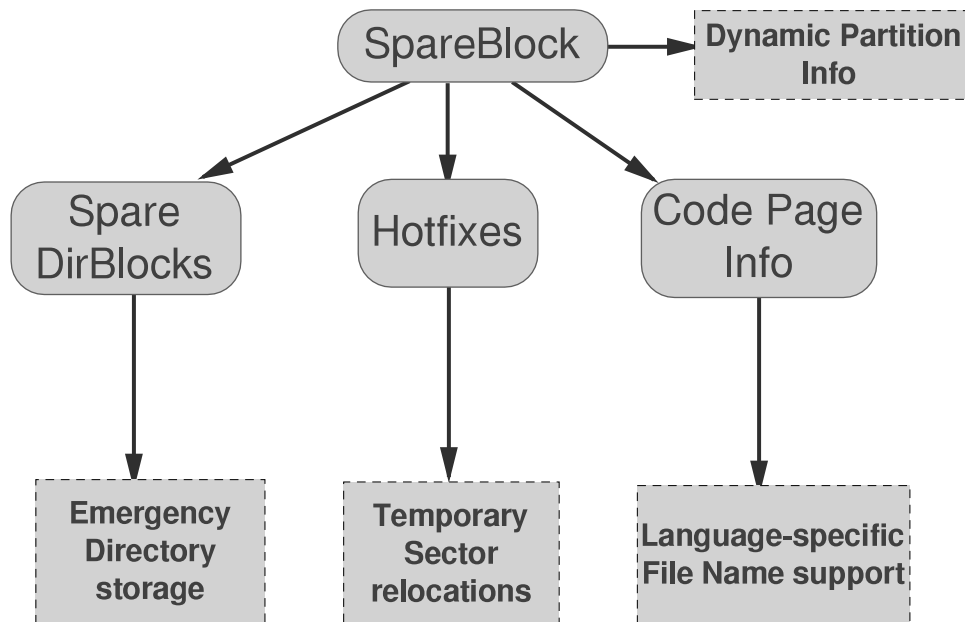 SpareBlock
Dynamic Partition
Info
Spare
DirBlocks
Hotfixes
Code Page
Info
Emergency
Directory
storage
Temporary
Sector
relocations
Language-specific
File Name support